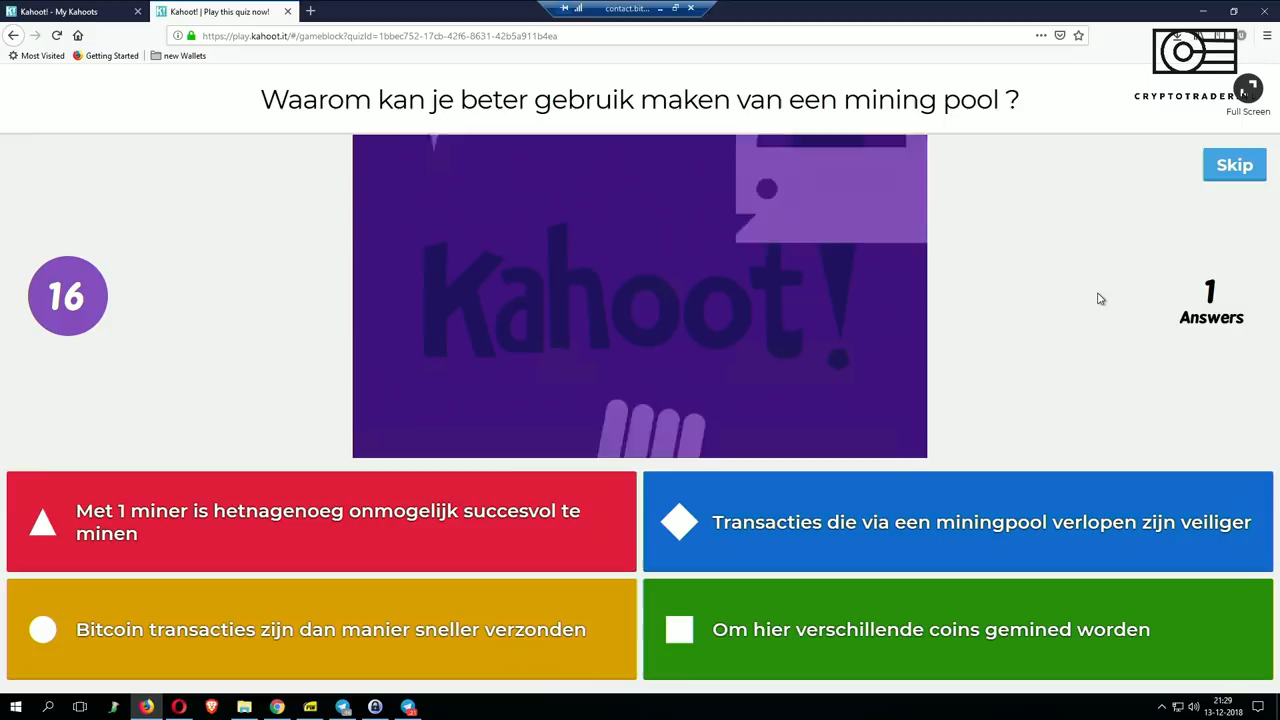 Kahoot! - My Kahoots
Kahoot! | Play this quiz now!
contact.bit...
https://play.kahoot.it/#/gameblock?quizId=1bbec752-17cb-42f6-8631-42b5a911b4ea
Most Visited
Getting Started
new Wallets
Waarom kan je beter gebruik maken van een mining pool ?
CRYPTOTRADER
Full Screen
Skip
Kahoot!
16
1
Answers
Met 1 miner is hetnagenoeg onmogelijk succesvol te
minen
Transacties die via een miningpool verlopen zijn veiliger
Bitcoin transacties zijn dan manier sneller verzonden
Om hier verschillende coins gemined worden
21:29
13-12-2018